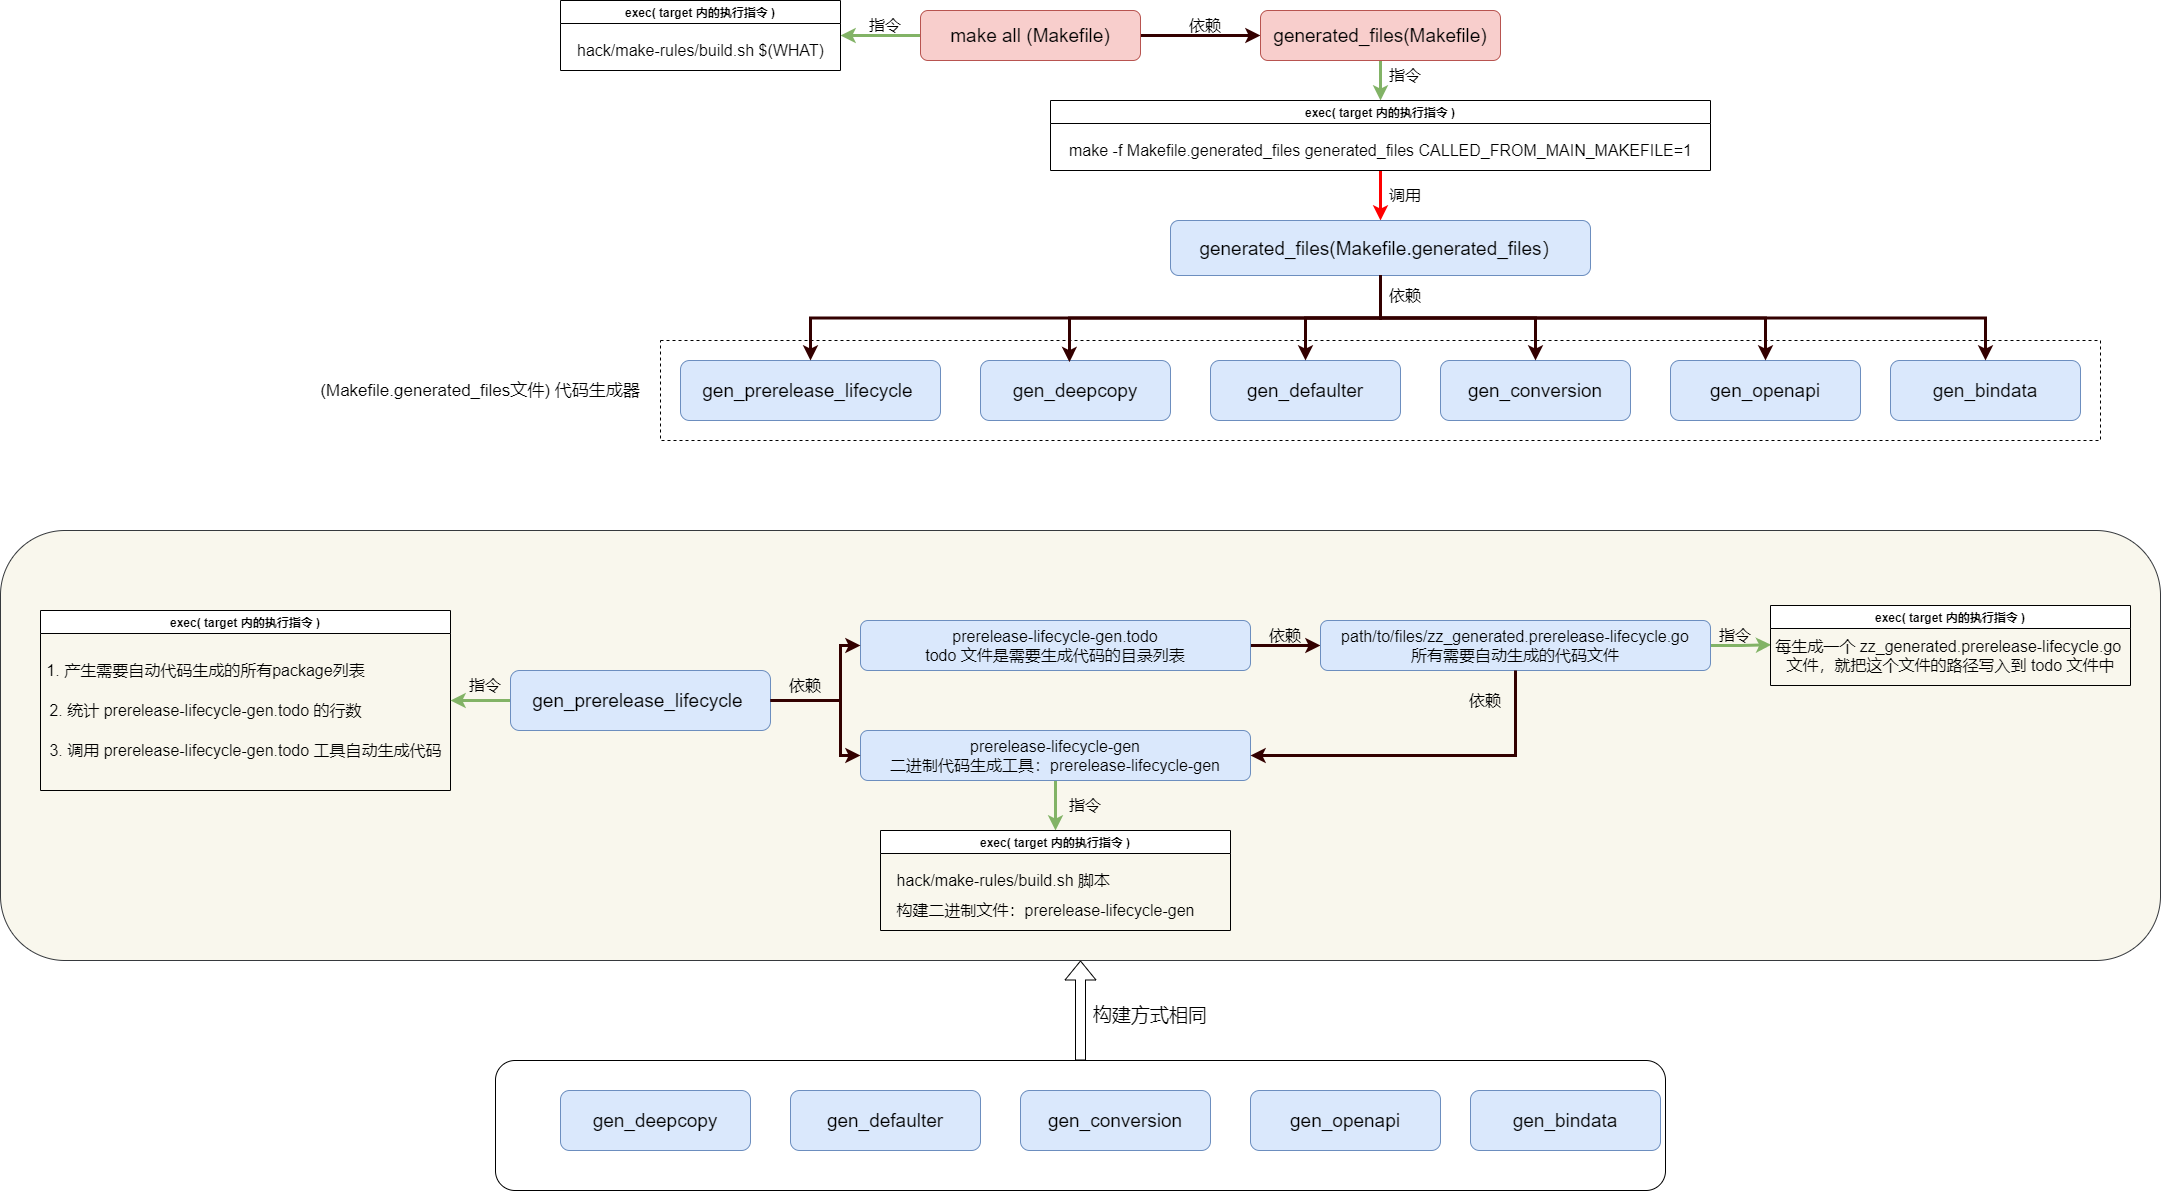 exec( target 内的执行指令 )
hack/make-rules/build.sh $(WHAT)
指令
make all (Makefile)
依赖
generated_files(Makefile)
指令
exec( target 内的执行指令 )
make -f Makefile.generated_files generated_files CALLED_FROM_MAIN_MAKEFILE=1
调用
generated_files(Makefile.generated_files)
依赖
(Makefile.generated_files文件) 代码生成器
gen_prerelease_lifecycle
gen_deepcopy
gen_defaulter
gen_conversion
gen_openapi
gen_bindata
exec( target 内的执行指令 )
1. 产生需要自动代码生成的所有package列表
2. 统计 prerelease-lifecycle-gen.todo 的行数
3. 调用 prerelease-lifecycle-gen.todo 工具自动生成代码
指令
gen_prerelease_lifecycle
依赖
prerelease-lifecycle-gen.todo
todo 文件是需要生成代码的目录列表
依赖
path/to/files/zz_generated.prerelease-lifecycle.go
所有需要自动生成的代码文件
指令
exec( target 内的执行指令 )
每生成一个 zz_generated.prerelease-lifecycle.go
文件，就把这个文件的路径写入到 todo 文件中
依赖
prerelease-lifecycle-gen
二进制代码生成工具：prerelease-lifecycle-gen
指令
exec( target 内的执行指令 )
hack/make-rules/build.sh 脚本
构建二进制文件：prerelease-lifecycle-gen
构建方式相同
gen_deepcopy
gen_defaulter
gen_conversion
gen_openapi
gen_bindata